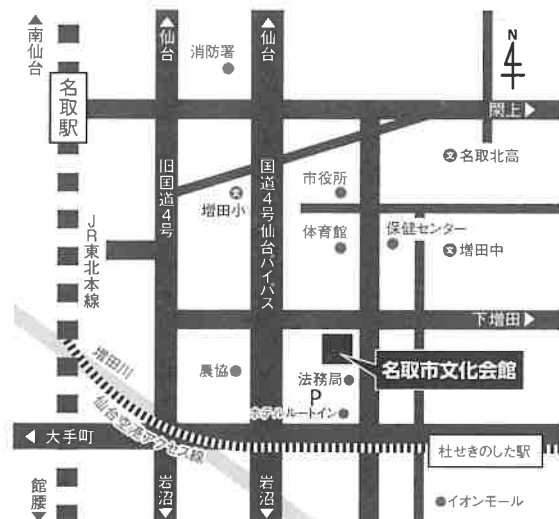 ▲南仙台
▲仙台
消防署
▲仙台
N
名取駅
閖上▶
文名取北高
旧国道4号
国道4号仙台バイパス
市役所
文
増田小
体育館
保健センター
文増田中
JR東北本線
下増田▶
増田川
農協
法務局
名取市文化会館
P
ホテルルートイン
仙台空港アクセス線
◀大手町
杜せきのした駅
館腰▼
岩沼▼
岩沼▼
イオンモール